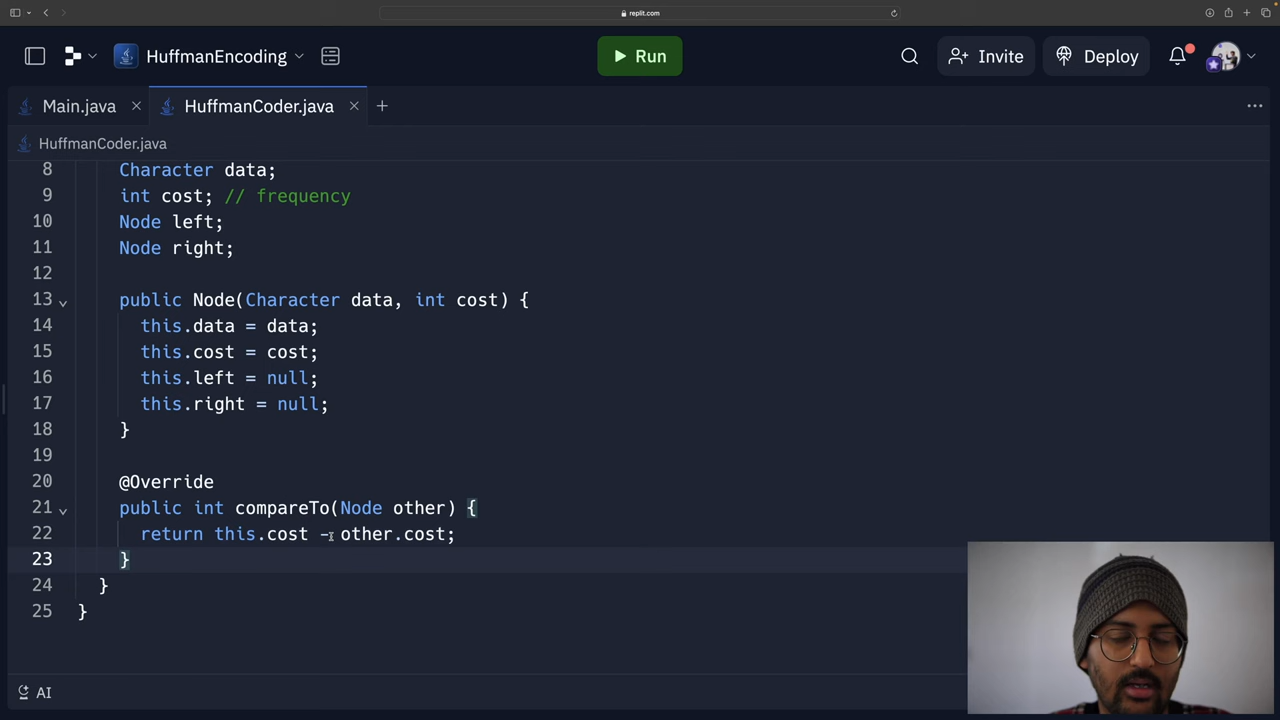 replit.com
HuffmanEncoding
Run
Invite
Deploy
Main.java
HuffmanCoder.java
HuffmanCoder.java
8 Character data;
9 int cost; // frequency
10 Node left;
11 Node right;
12
13 public Node(Character data, int cost) {
14 this.data = data;
15 this.cost = cost;
16 this.left = null;
17 this.right = null;
18 }
19
20 @Override
21 public int compareTo(Node other) {
22 return this.cost - other.cost;
23 }
24 }
25 }
AI